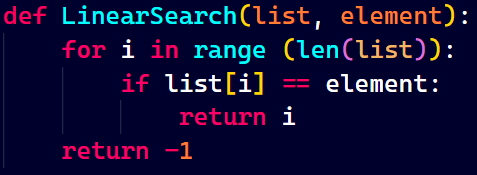 def LinearSearch(list, element):
    for i in range (len(list)):
        if list[i] == element:
            return i
    return -1